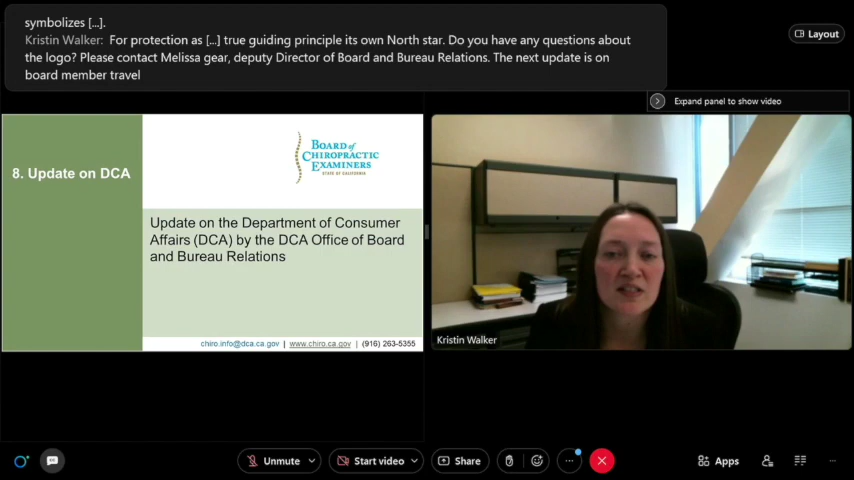 symbolizes [...].
Kristin Walker: For protection as [...] true guiding principle its own North star. Do you have any questions about
the logo? Please contact Melissa gear, deputy Director of Board and Bureau Relations. The next update is on
board member travel
Layout
Expand panel to show video
8. Update on DCA
BOARD of
CHIROPRACTIC
EXAMINERS
STATE OF CALIFORNIA
Update on the Department of Consumer
Affairs (DCA) by the DCA Office of Board
and Bureau Relations
chiro.info@dca.ca.gov | www.chiro.ca.gov | (916) 263-5355
Kristin Walker
Unmute
Start video
Share
Apps